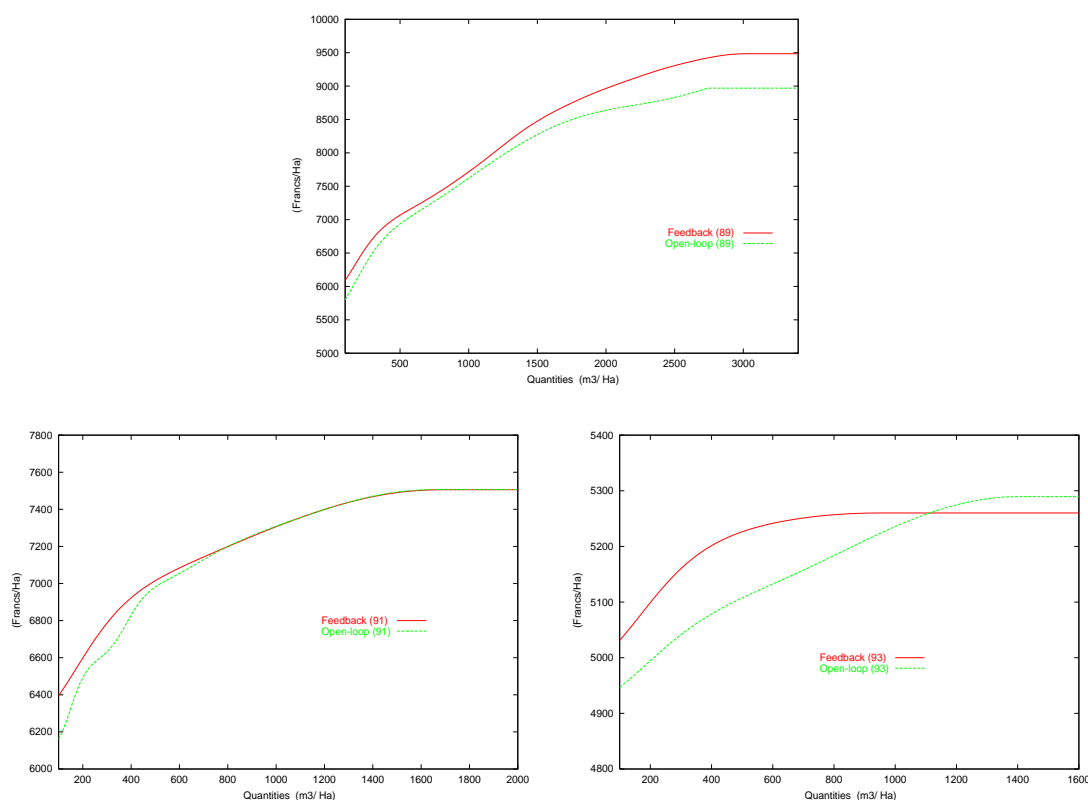 10000
9500
9000
8500
8000
7500
7000
6500
6000
5500
5000
(Francs/Ha)
Feedback (89)
Open-loop (89)
500 1000 1500 2000 2500 3000
Quantities (m3/ Ha)
7800
7600
7400
7200
7000
6800
6600
6400
6200
6000
(Francs/Ha)
Feedback (91)
Open-loop (91)
200 400 600 800 1000 1200 1400 1600 1800 2000
Quantities (m3/ Ha)
5400
5300
5200
5100
5000
4900
4800
(Francs/Ha)
Feedback (93)
Open-loop (93)
200 400 600 800 1000 1200 1400 1600
Quantities (m3/ Ha)